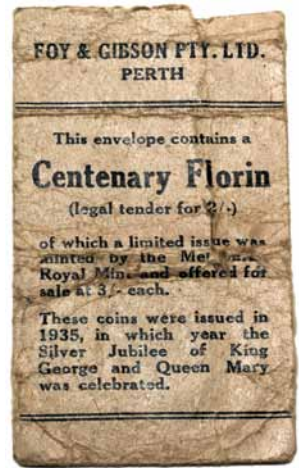 FOY & GIBSON PTY. LTD.
PERTH
This envelope contains a
Centenary Florin
(legal tender for 2/-)
of which a limited issue was
minted by the
Royal and offered for
sale at 3/- each.
These coins were issued in
1935, in which year the
Silver Jubilee of King
George and Queen Mary
was celebrated.